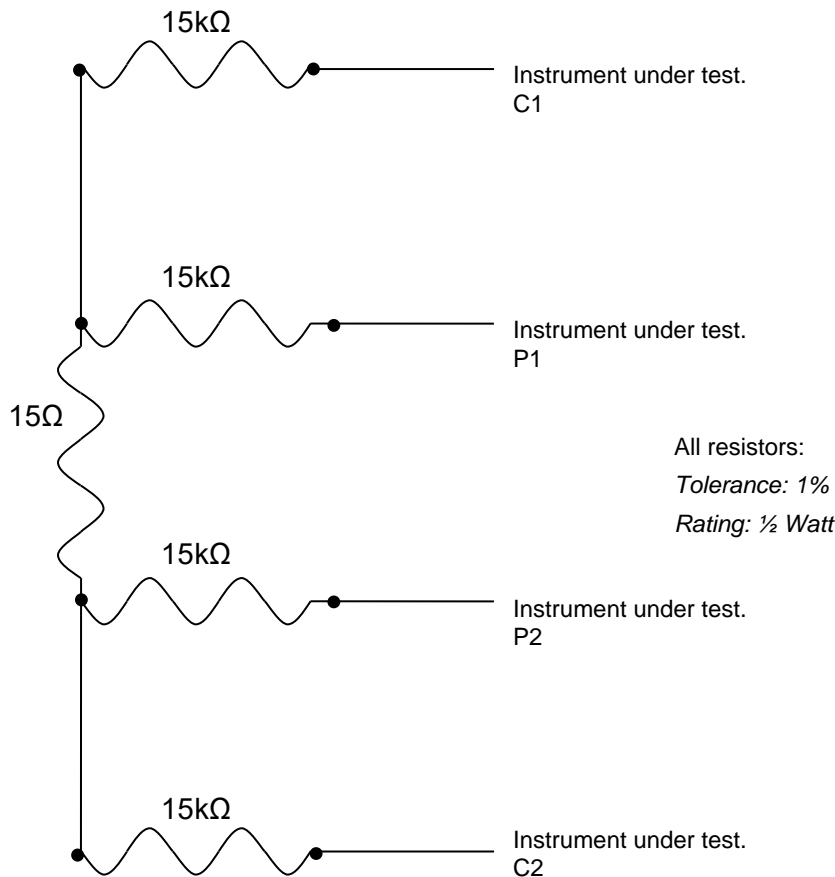 15kΩ
Instrument under test.
C1
15kΩ
Instrument under test.
P1
15Ω
All resistors:
Tolerance: 1%
Rating: ½ Watt
15kΩ
Instrument under test.
P2
15kΩ
Instrument under test.
C2